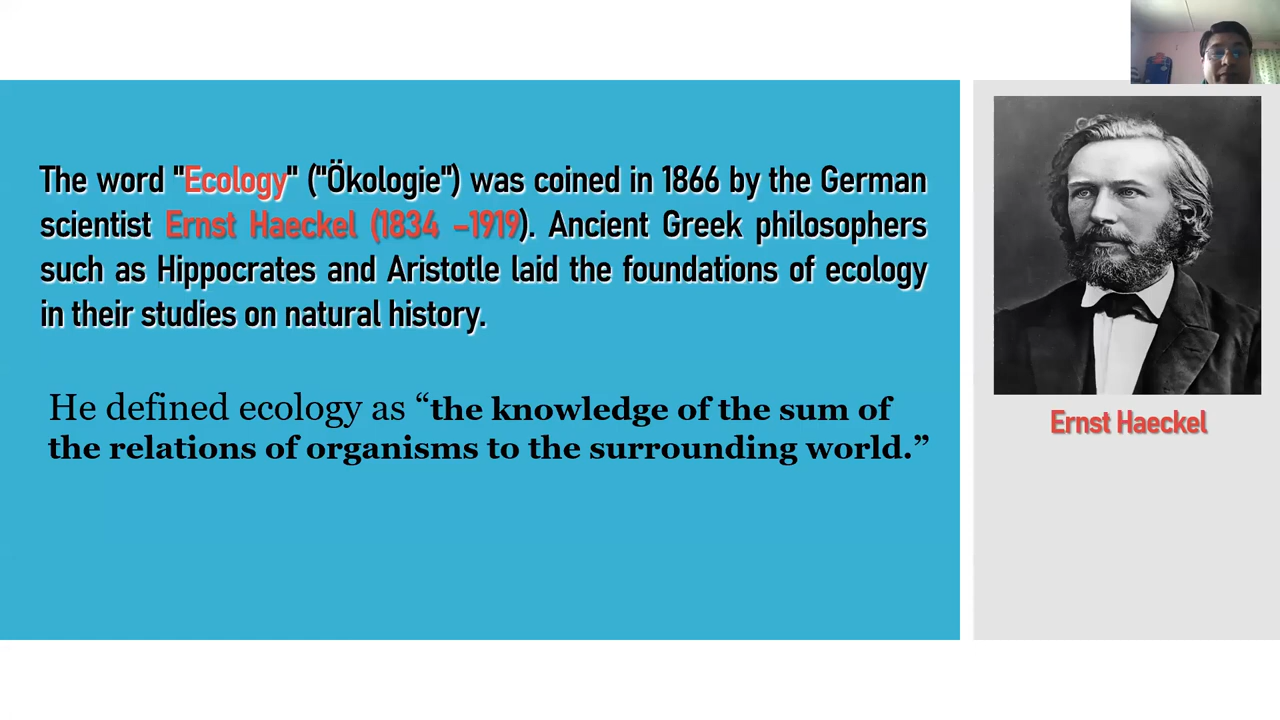 The word "Ecology" ("Ökologie") was coined in 1866 by the German
scientist Ernst Haeckel (1834 –1919). Ancient Greek philosophers
such as Hippocrates and Aristotle laid the foundations of ecology
in their studies on natural history.
He defined ecology as “the knowledge of the sum of
the relations of organisms to the surrounding world.”
Ernst Haeckel